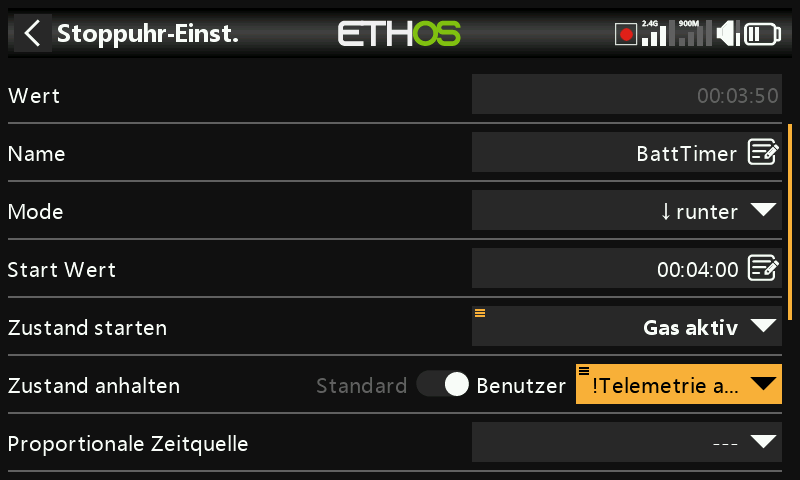 Stoppuhr-Einst.
ETHOS
2.4G
900M
Wert
00:03:50
Name
BattTimer
Mode
↓runter
Start Wert
00:04:00
Zustand starten
Gas aktiv
Zustand anhalten
Standard
Benutzer
!Telemetrie a...
Proportionale Zeitquelle
---